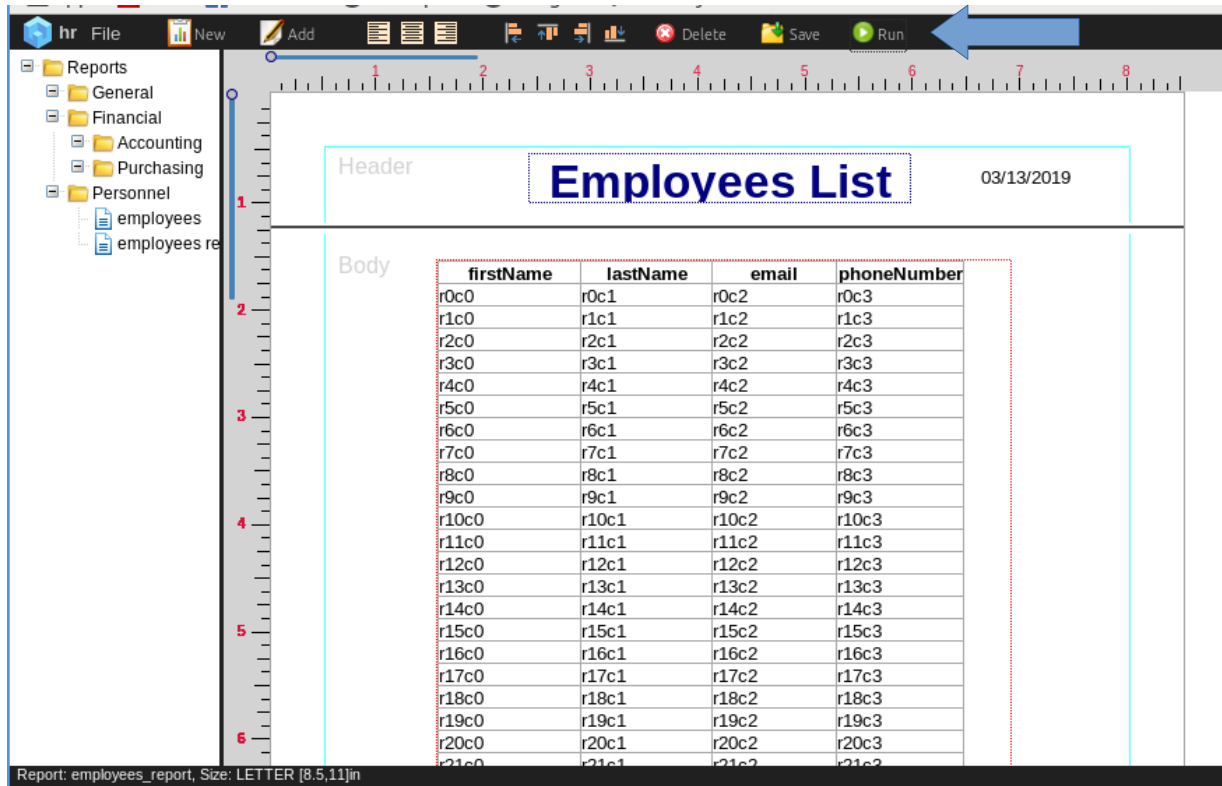 hr File New Add Delete Save Run
Reports
General
Financial
Accounting
Purchasing
Personnel
employees
employees re
1 2 3 4 5 6 7 8
1
2
3
4
5
6
Header
Employees List
03/13/2019
Body
firstName lastName email phoneNumber
r0c0 r0c1 r0c2 r0c3
r1c0 r1c1 r1c2 r1c3
r2c0 r2c1 r2c2 r2c3
r3c0 r3c1 r3c2 r3c3
r4c0 r4c1 r4c2 r4c3
r5c0 r5c1 r5c2 r5c3
r6c0 r6c1 r6c2 r6c3
r7c0 r7c1 r7c2 r7c3
r8c0 r8c1 r8c2 r8c3
r9c0 r9c1 r9c2 r9c3
r10c0 r10c1 r10c2 r10c3
r11c0 r11c1 r11c2 r11c3
r12c0 r12c1 r12c2 r12c3
r13c0 r13c1 r13c2 r13c3
r14c0 r14c1 r14c2 r14c3
r15c0 r15c1 r15c2 r15c3
r16c0 r16c1 r16c2 r16c3
r17c0 r17c1 r17c2 r17c3
r18c0 r18c1 r18c2 r18c3
r19c0 r19c1 r19c2 r19c3
r20c0 r20c1 r20c2 r20c3
r21c0 r21c1 r21c2 r21c3
Report: employees_report, Size: LETTER [8.5,11]in